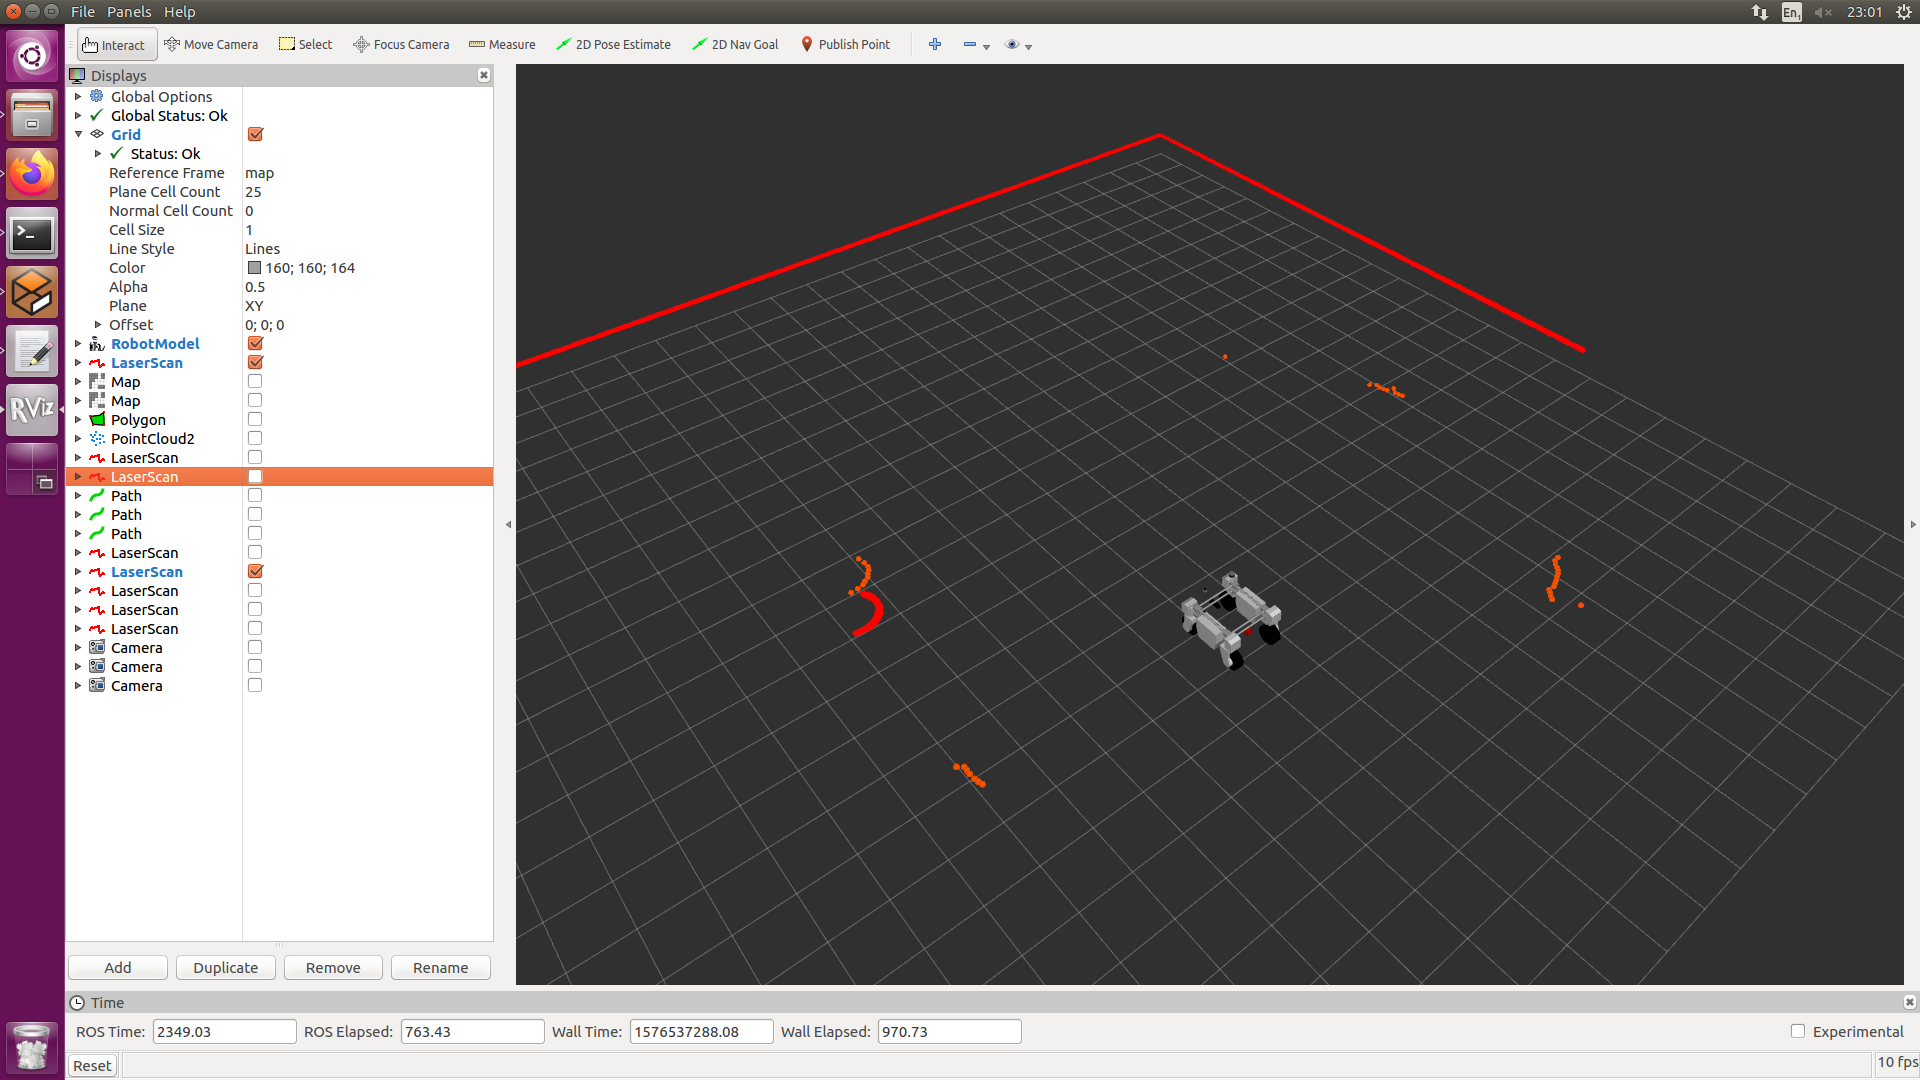 File Panels Help
En1 23:01
Interact Move Camera Select Focus Camera Measure 2D Pose Estimate 2D Nav Goal Publish Point
Displays
Global Options
Global Status: Ok
Grid
Status: Ok
Reference Frame map
Plane Cell Count 25
Normal Cell Count 0
Cell Size 1
Line Style Lines
Color 160; 160; 164
Alpha 0.5
Plane XY
Offset 0; 0; 0
RobotModel
LaserScan
Map
Map
Polygon
PointCloud2
LaserScan
LaserScan
Path
Path
Path
LaserScan
LaserScan
LaserScan
LaserScan
LaserScan
Camera
Camera
Camera
RViz
Add Duplicate Remove Rename
Time
ROS Time: 2349.03 ROS Elapsed: 763.43 Wall Time: 1576537288.08 Wall Elapsed: 970.73 Experimental
Reset 10 fps